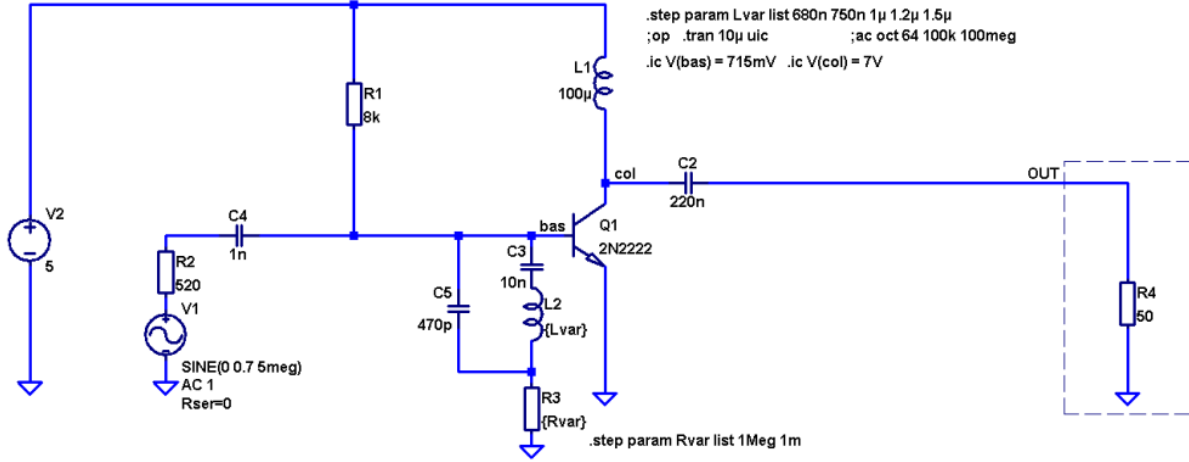 .step param Lvar list 680n 750n 1µ 1.2µ 1.5µ
;op .tran 10µ uic ;ac oct 64 100k 100meg
.ic V(bas) = 715mV .ic V(col) = 7V
L1
100µ
R1
8k
C2
220n
col
OUT
V2
5
C4
1n
bas
Q1
2N2222
R2
520
C3
10n
C5
470p
L2
{Lvar}
V1
R4
50
SINE(0 0.7 5meg)
AC 1
Rser=0
R3
{Rvar}
.step param Rvar list 1Meg 1m